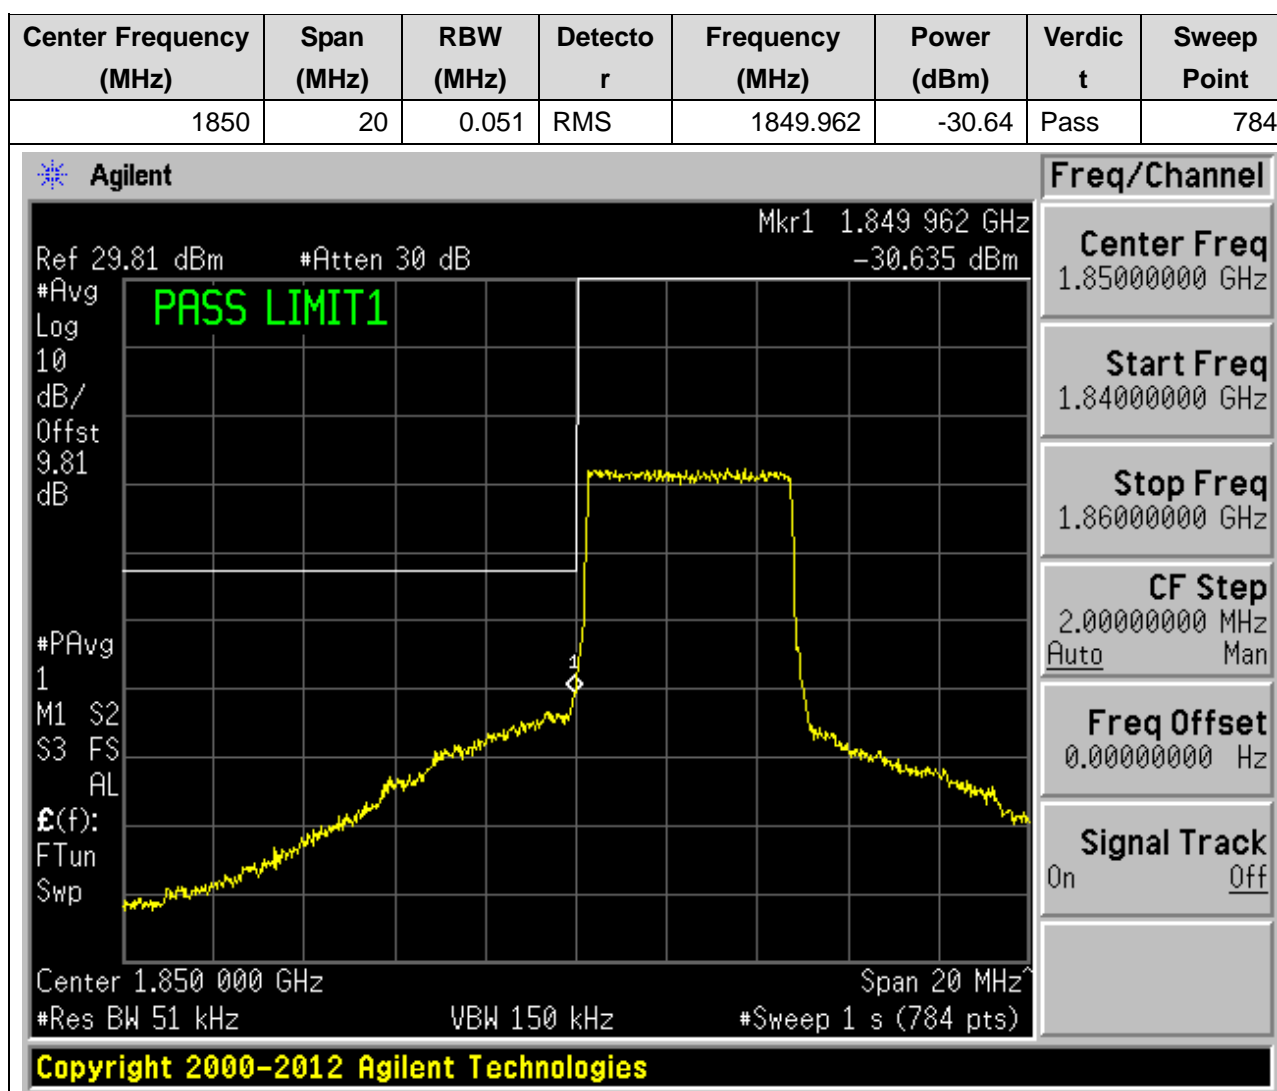 Center Frequency (MHz) Span (MHz) RBW (MHz) Detecto r Frequency (MHz) Power (dBm) Verdic t Sweep Point
1850 20 0.051 RMS 1849.962 -30.64 Pass 784
Agilent
Freq/Channel
Mkr1 1.849 962 GHz
Ref 29.81 dBm #Atten 30 dB -30.635 dBm
#Avg
Log
10
dB/
Offst
9.81
dB
PASS LIMIT1
1
#PAvg
1
M1 S2
S3 FS
AL
£(f):
FTun
Swp
Center 1.850 000 GHz Span 20 MHz^
#Res BW 51 kHz VBW 150 kHz #Sweep 1 s (784 pts)
Center Freq
1.85000000 GHz
Start Freq
1.84000000 GHz
Stop Freq
1.86000000 GHz
CF Step
2.00000000 MHz
Auto Man
Freq Offset
0.00000000 Hz
Signal Track
On Off
Copyright 2000-2012 Agilent Technologies